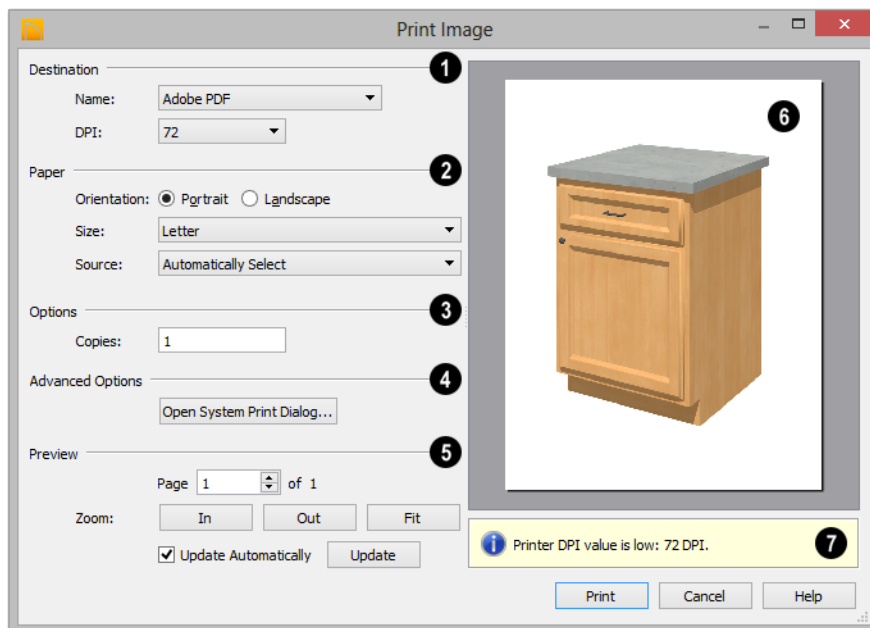 Print Image
Destination 1
Name: Adobe PDF
DPI: 72
Paper 2
Orientation: Portrait Landscape
Size: Letter
Source: Automatically Select
Options 3
Copies: 1
Advanced Options 4
Open System Print Dialog...
Preview 5
Page 1 of 1
Zoom: In Out Fit
Update Automatically Update
6
Printer DPI value is low: 72 DPI. 7
Print Cancel Help